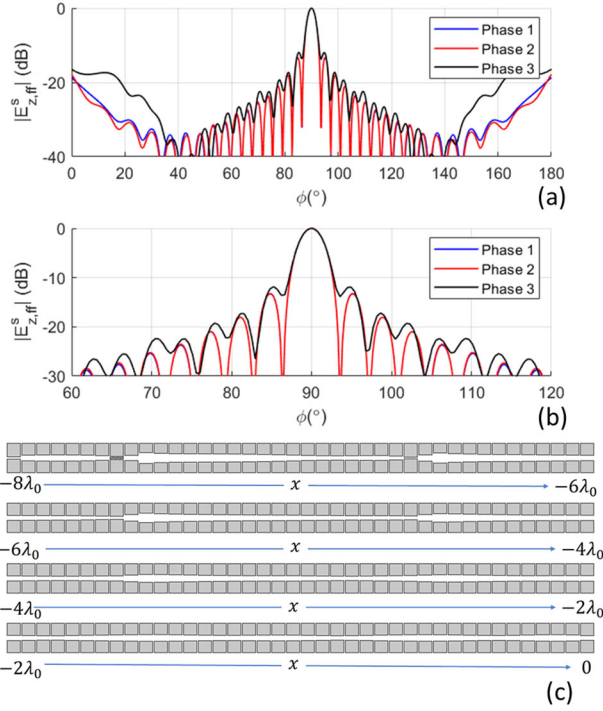 0
-20
-40
|E^s_{z,ff}| (dB)
Phase 1
Phase 2
Phase 3
0 20 40 60 80 100 120 140 160 180
ϕ(°)
(a)
0
-10
-20
-30
|E^s_{z,ff}| (dB)
Phase 1
Phase 2
Phase 3
60 70 80 90 100 110 120
ϕ(°)
(b)
−8λ₀ x −6λ₀
−6λ₀ x −4λ₀
−4λ₀ x −2λ₀
−2λ₀ x 0
(c)